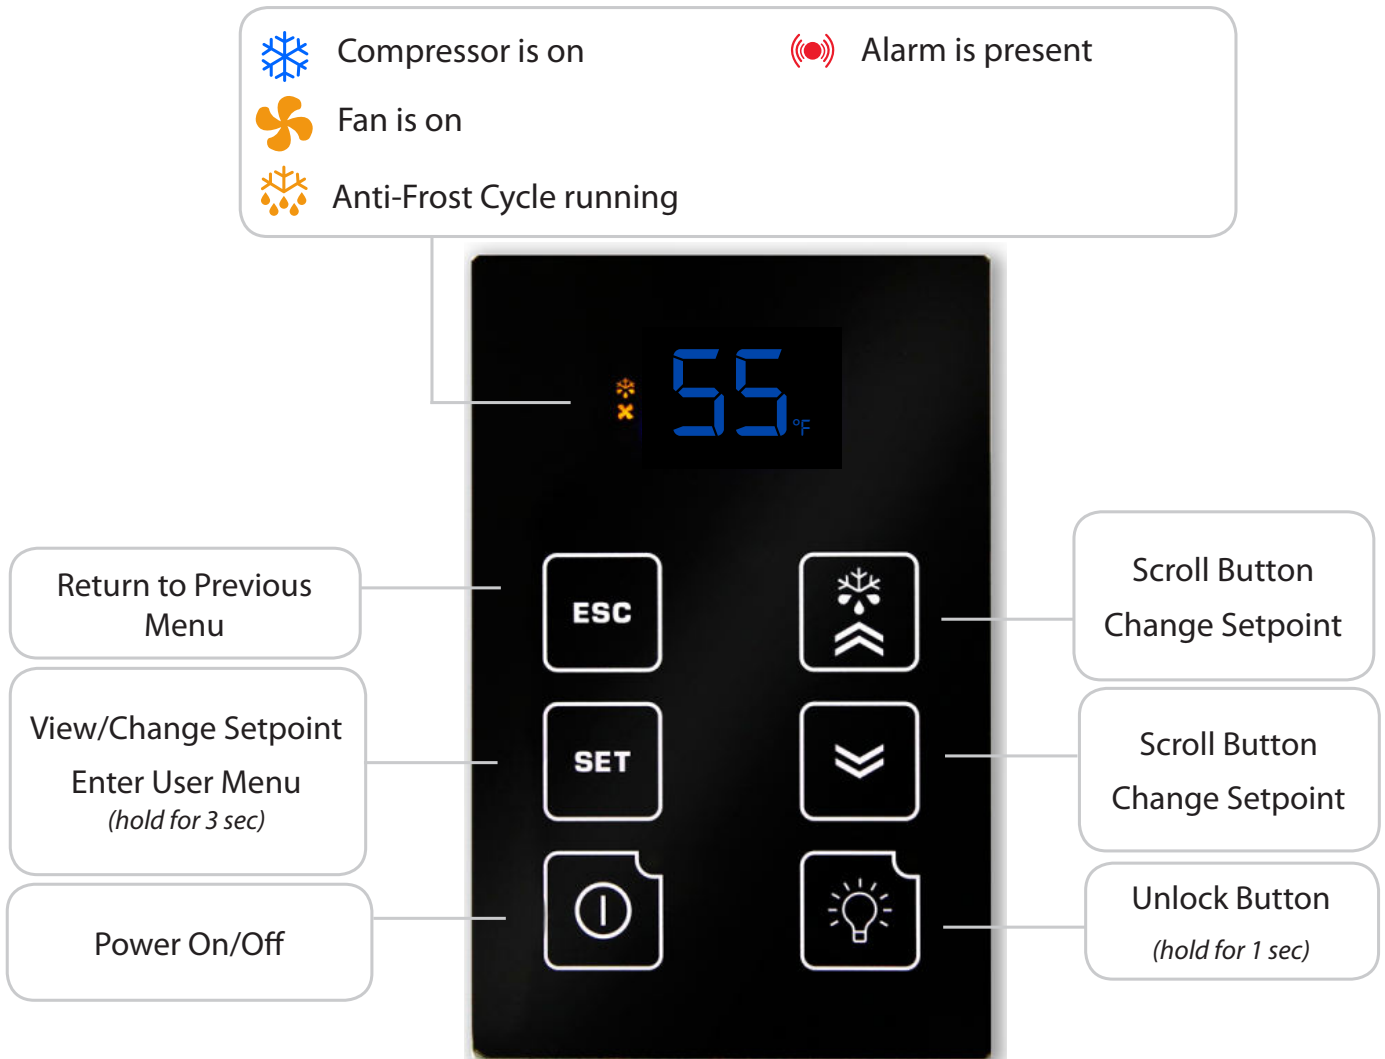 Compressor is on
Alarm is present
Fan is on
Anti-Frost Cycle running
55 °F
Return to Previous
Menu
ESC
Scroll Button
Change Setpoint
View/Change Setpoint
Enter User Menu
(hold for 3 sec)
SET
Scroll Button
Change Setpoint
Power On/Off
Unlock Button
(hold for 1 sec)